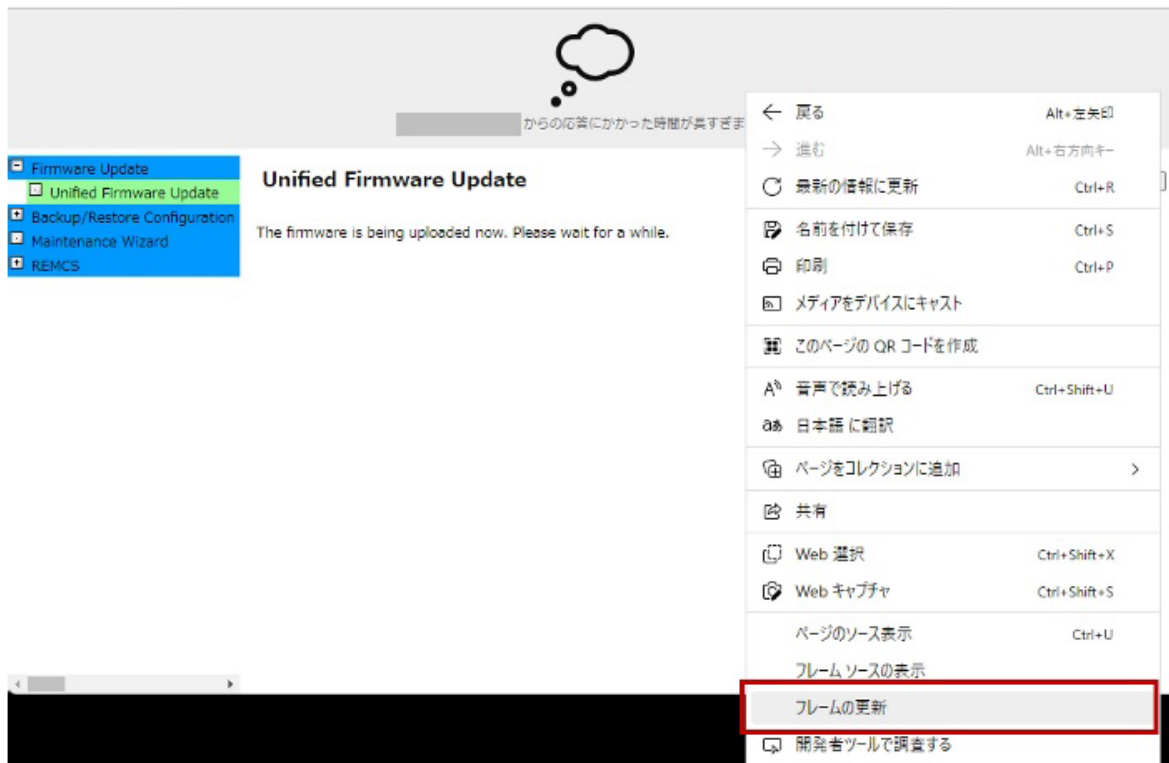 からの応答にかかった時間が長すぎま
Firmware Update
Unified Firmware Update
Backup/Restore Configuration
Maintenance Wizard
REMCS
Unified Firmware Update
The firmware is being uploaded now. Please wait for a while.
戻る Alt+左矢印
進む Alt+右方向キー
最新の情報に更新 Ctrl+R
名前を付けて保存 Ctrl+S
印刷 Ctrl+P
メディアをデバイスにキャスト
このページの QR コードを作成
音声で読み上げる Ctrl+Shift+U
日本語 に翻訳
ページをコレクションに追加
共有
Web 選択 Ctrl+Shift+X
Web キャプチャ Ctrl+Shift+S
ページのソース表示 Ctrl+U
フレーム ソースの表示
フレームの更新
開発者ツールで調査する